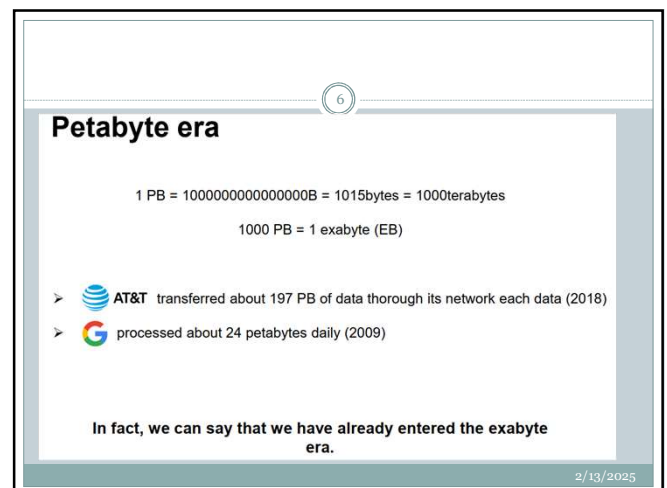 6
Petabyte era
1 PB = 1000000000000000B = 1015bytes = 1000terabytes
1000 PB = 1 exabyte (EB)
➢ AT&T transferred about 197 PB of data thorough its network each data (2018)
➢ G processed about 24 petabytes daily (2009)
In fact, we can say that we have already entered the exabyte
era.
2/13/2025